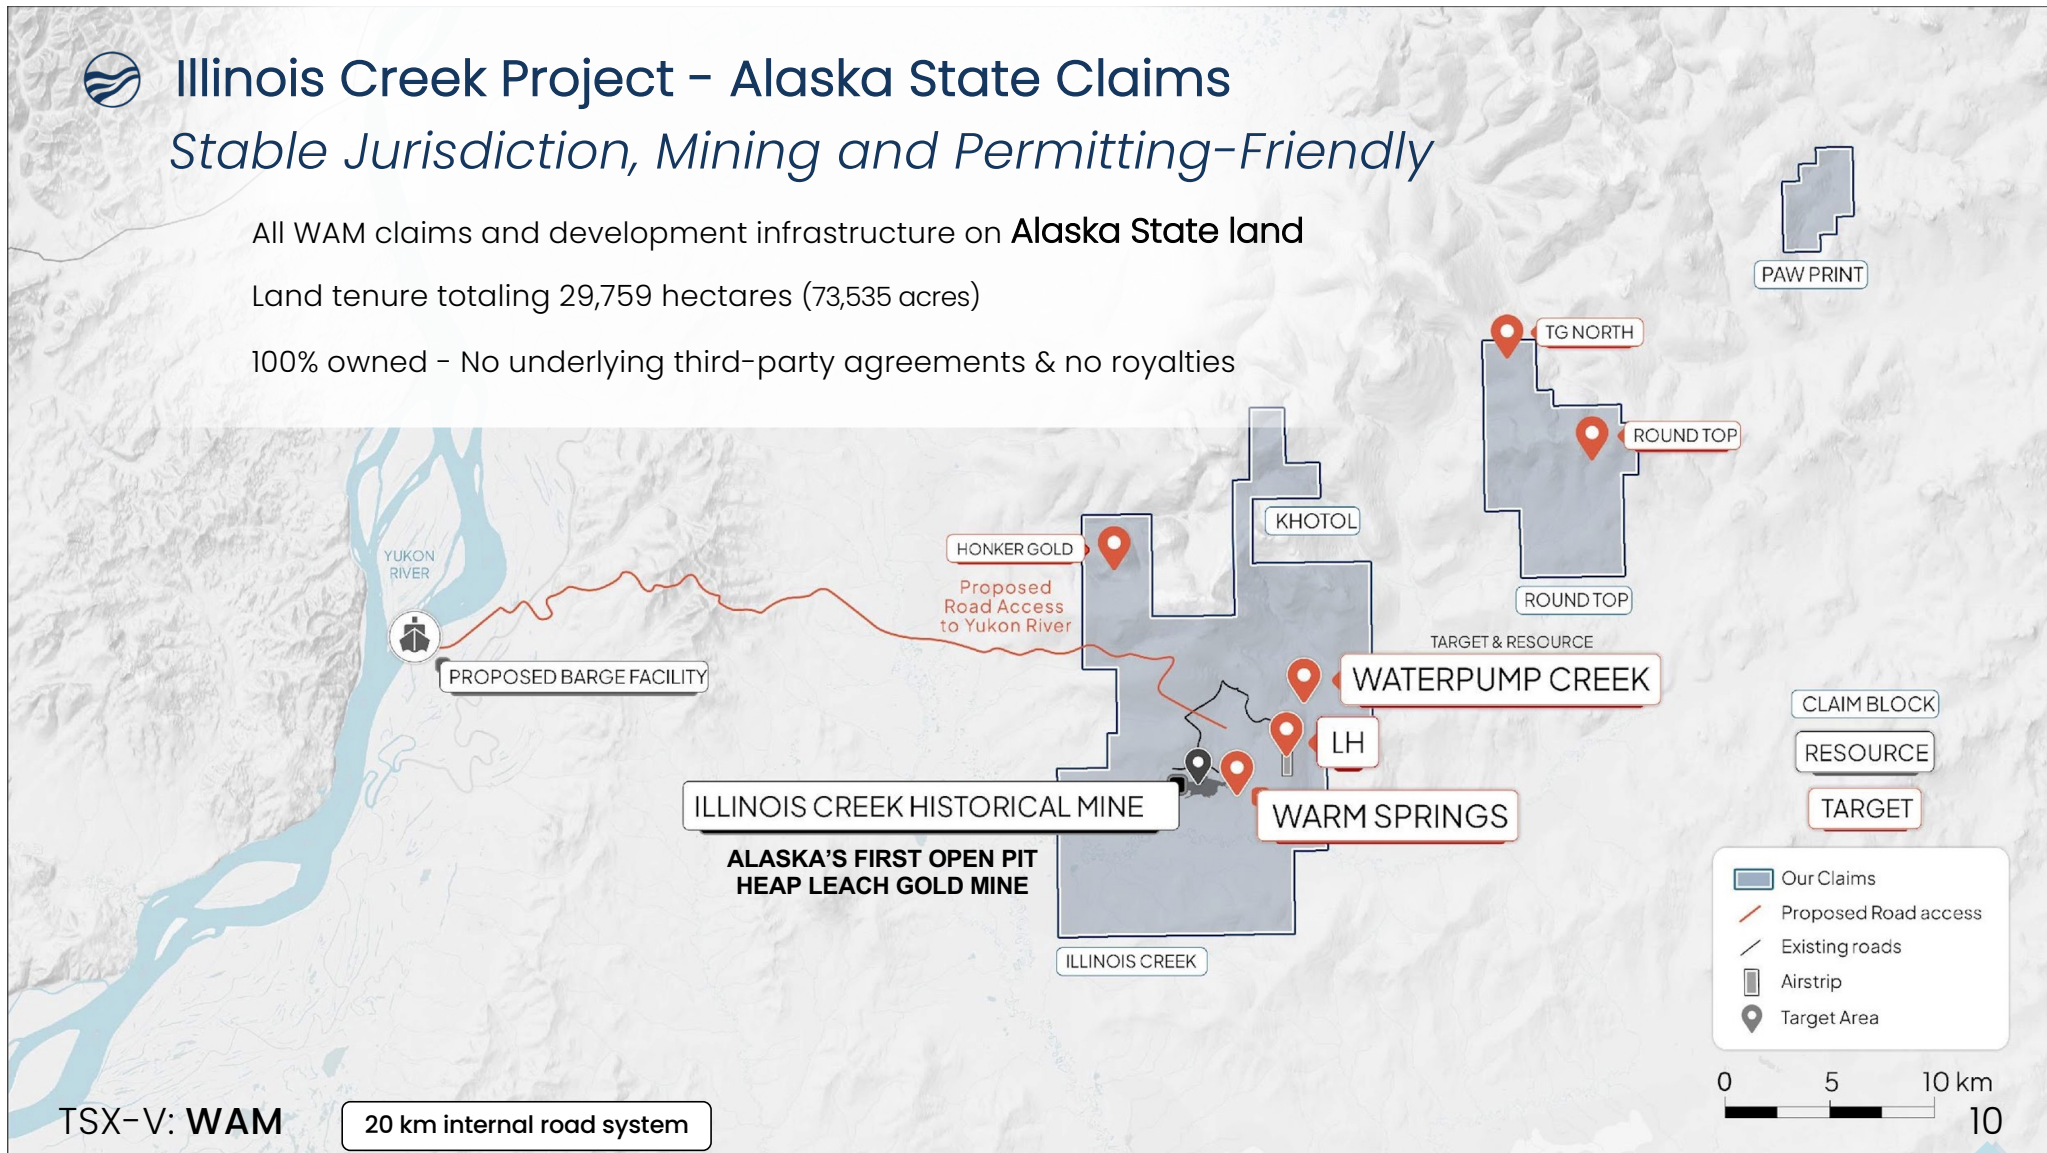 Illinois Creek Project - Alaska State Claims
Stable Jurisdiction, Mining and Permitting-Friendly
All WAM claims and development infrastructure on Alaska State land
Land tenure totaling 29,759 hectares (73,535 acres)
100% owned - No underlying third-party agreements & no royalties
PAW PRINT
TG NORTH
ROUND TOP
KHOTOL
HONKER GOLD
YUKON
RIVER
Proposed
Road Access
to Yukon River
ROUND TOP
TARGET & RESOURCE
WATERPUMP CREEK
PROPOSED BARGE FACILITY
LH
ILLINOIS CREEK HISTORICAL MINE
WARM SPRINGS
ALASKA'S FIRST OPEN PIT
HEAP LEACH GOLD MINE
ILLINOIS CREEK
CLAIM BLOCK
RESOURCE
TARGET
Our Claims
Proposed Road access
Existing roads
Airstrip
Target Area
0 5 10 km
TSX-V: WAM
20 km internal road system
10